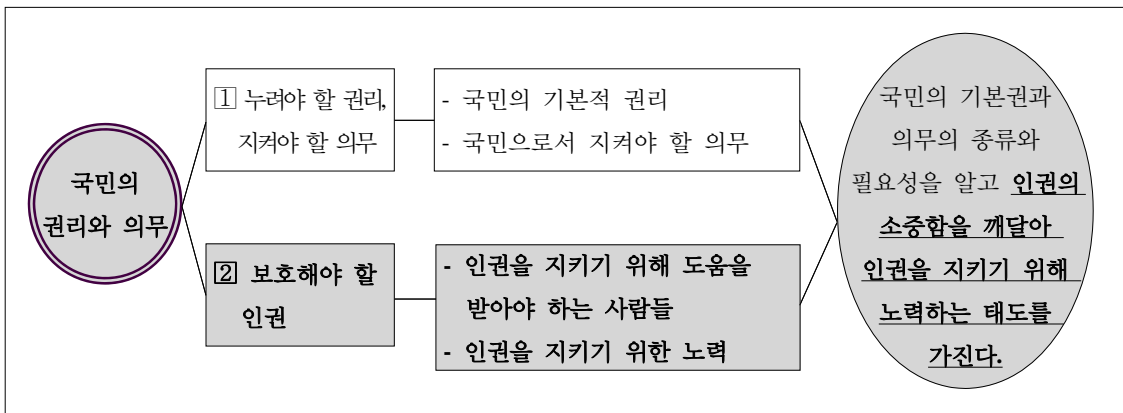 국민의
권리와 의무
1 누려야 할 권리,
지켜야 할 의무
- 국민의 기본적 권리
- 국민으로서 지켜야 할 의무
2 보호해야 할
인권
- 인권을 지키기 위해 도움을
받아야 하는 사람들
- 인권을 지키기 위한 노력
국민의 기본권과
의무의 종류와
필요성을 알고 인권의
소중함을 깨달아
인권을 지키기 위해
노력하는 태도를
가진다.